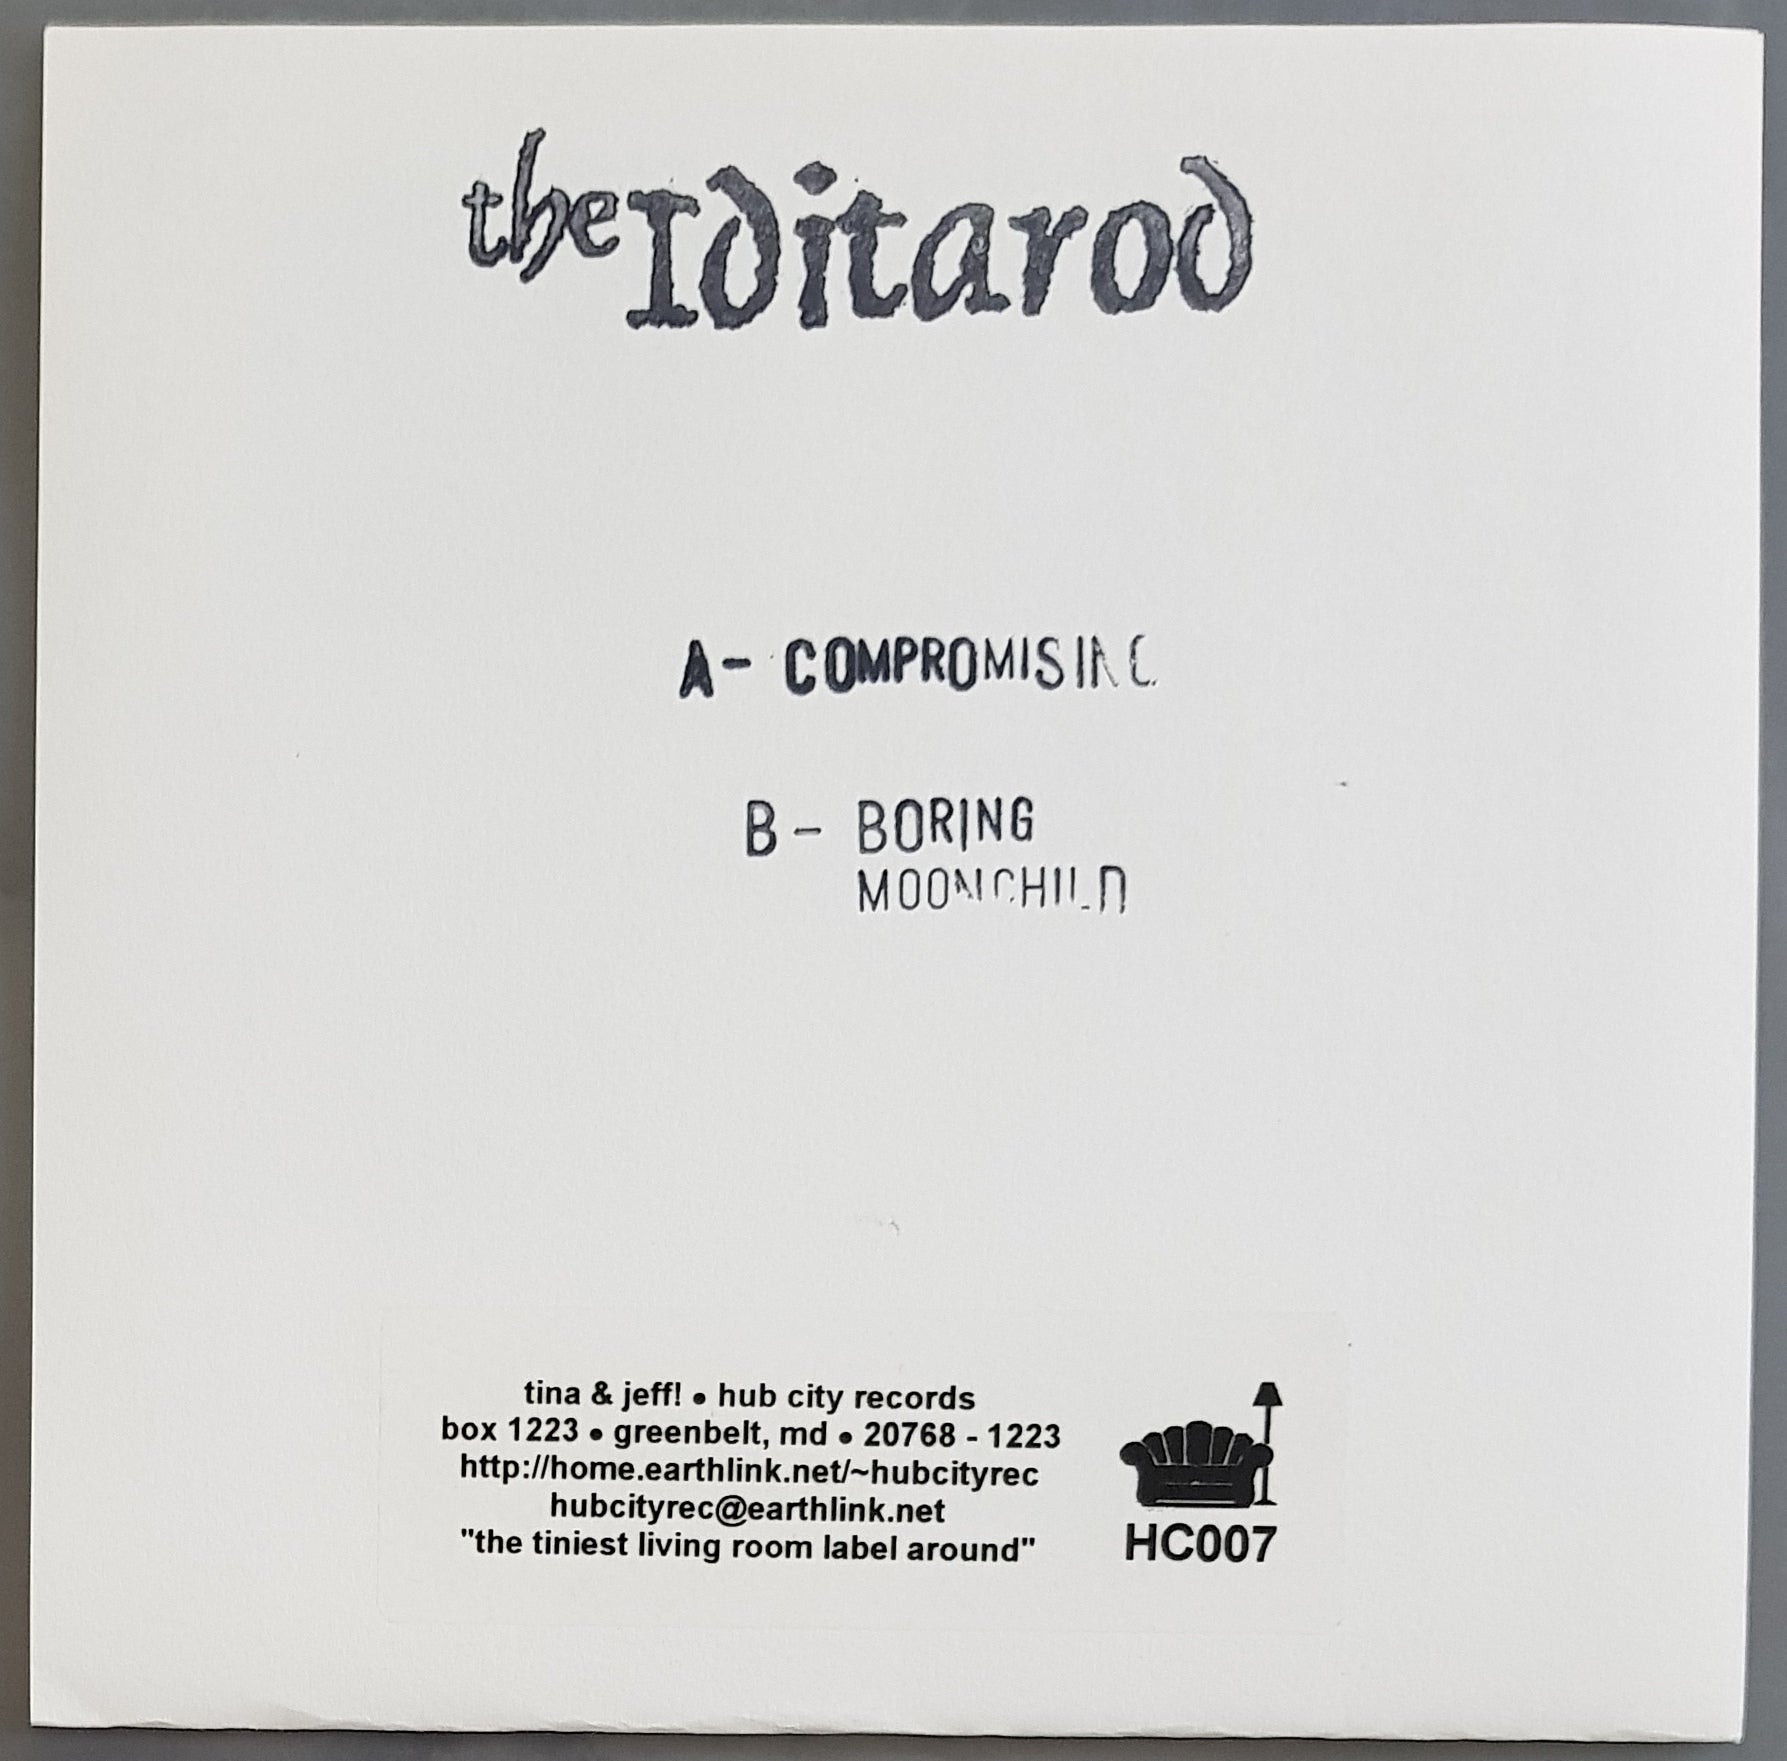 the Iditarod
A - COMPROMISING
B - BORING
MOONCHILD
tina & jeff! • hub city records
box 1223 • greenbelt, md • 20768 - 1223
http://home.earthlink.net/~hubcityrec
hubcityrec@earthlink.net
"the tiniest living room label around"
HC007